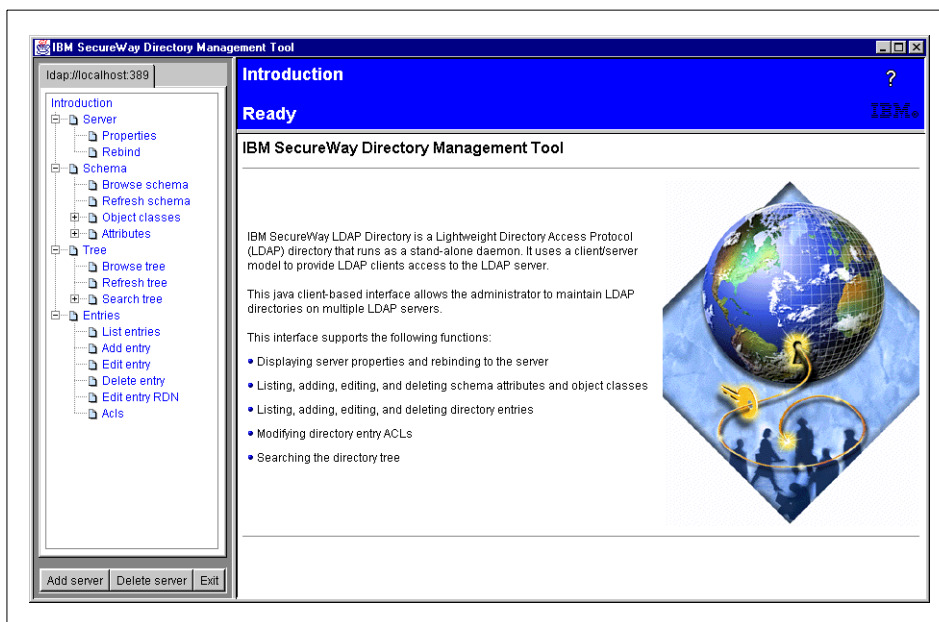 IBM SecureWay Directory Management Tool
ldap://localhost:389
Introduction
Server
Properties
Rebind
Schema
Browse schema
Refresh schema
Object classes
Attributes
Tree
Browse tree
Refresh tree
Search tree
Entries
List entries
Add entry
Edit entry
Delete entry
Edit entry RDN
Acls
Add server
Delete server
Exit
Introduction
?
Ready
IBM
IBM SecureWay Directory Management Tool
IBM SecureWay LDAP Directory is a Lightweight Directory Access Protocol
(LDAP) directory that runs as a stand-alone daemon. It uses a client/server
model to provide LDAP clients access to the LDAP server.
This java client-based interface allows the administrator to maintain LDAP
directories on multiple LDAP servers.
This interface supports the following functions:
• Displaying server properties and rebinding to the server
• Listing, adding, editing, and deleting schema attributes and object classes
• Listing, adding, editing, and deleting directory entries
• Modifying directory entry ACLs
• Searching the directory tree